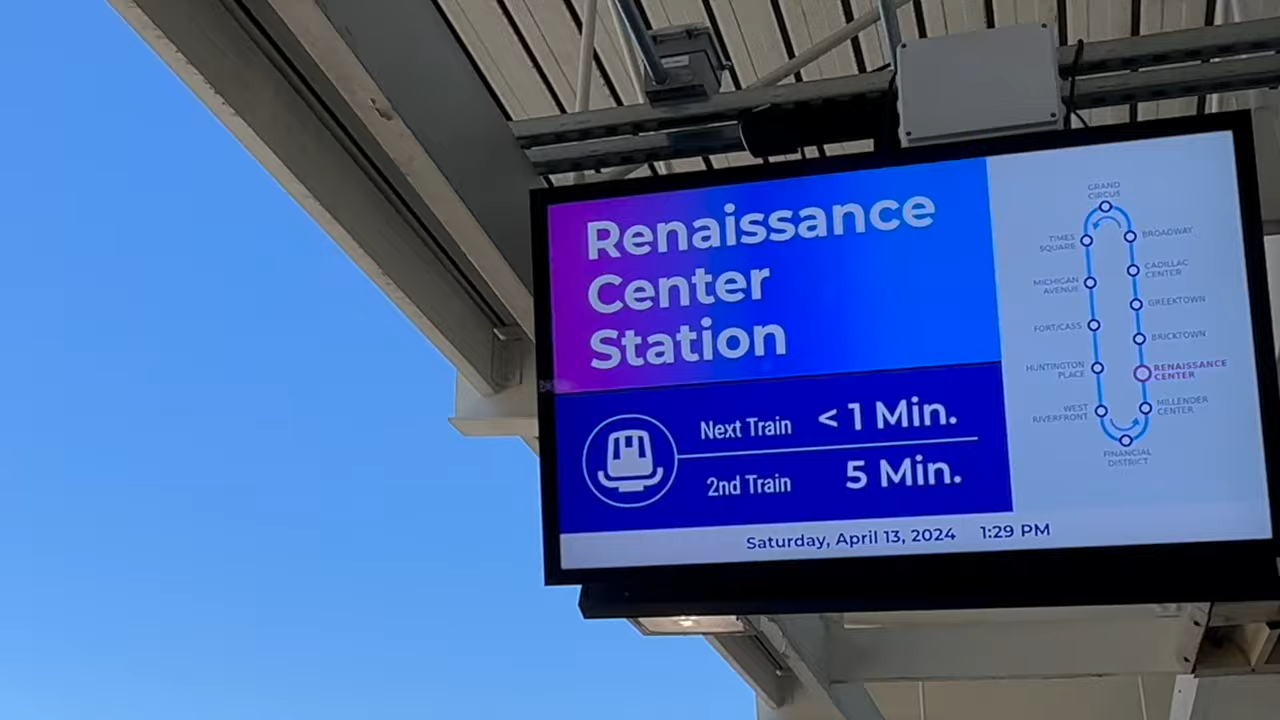 Renaissance
Center
Station
Next Train < 1 Min.
2nd Train 5 Min.
Saturday, April 13, 2024 1:29 PM
GRAND
CIRCUS
TIMES
SQUARE
BROADWAY
MICHIGAN
AVENUE
CADILLAC
CENTER
GREEKTOWN
FORT/CASS
BRICKTOWN
HUNTINGTON
PLACE
RENAISSANCE
CENTER
WEST
RIVERFRONT
MILLENDER
CENTER
FINANCIAL
DISTRICT